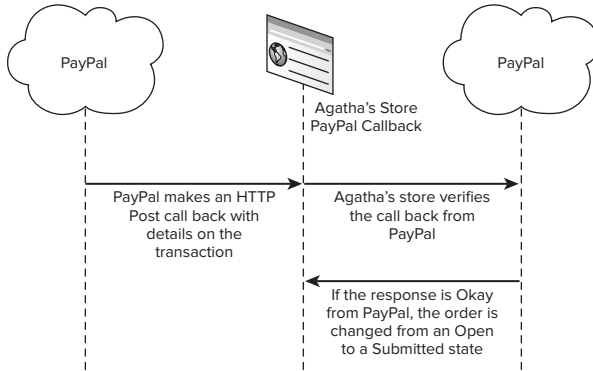 PayPal
PayPal
Agatha's Store
PayPal Callback
PayPal makes an HTTP
Post call back with
details on the
transaction
Agatha's store verifies
the call back from
PayPal
If the response is Okay
from PayPal, the order is
changed from an Open
to a Submitted state